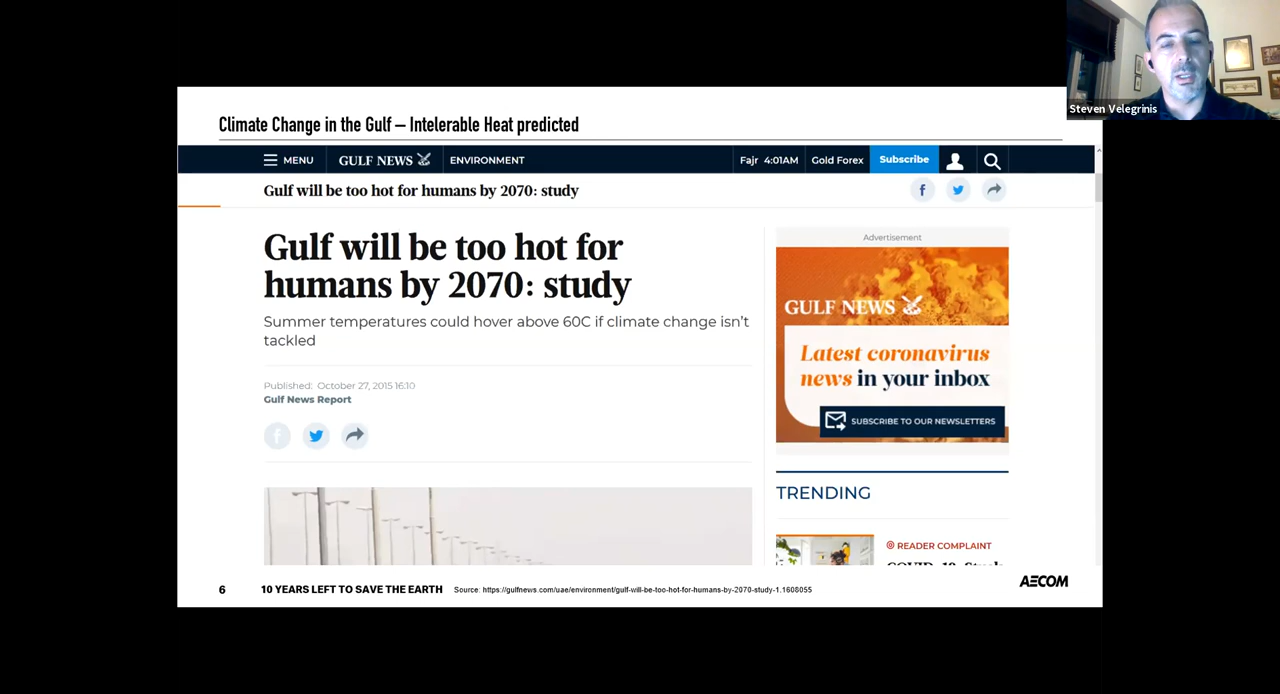 Steven Velegrinis
Climate Change in the Gulf – Intelerable Heat predicted
MENU
GULF NEWS
ENVIRONMENT
Fajr 4:01AM
Gold Forex
Subscribe
Gulf will be too hot for humans by 2070: study
Gulf will be too hot for
humans by 2070: study
Summer temperatures could hover above 60C if climate change isn't
tackled
Published: October 27, 2015 16:10
Gulf News Report
Advertisement
GULF NEWS
Latest coronavirus
news in your inbox
SUBSCRIBE TO OUR NEWSLETTERS
TRENDING
READER COMPLAINT
6
10 YEARS LEFT TO SAVE THE EARTH
Source: https://gulfnews.com/uae/environment/gulf-will-be-too-hot-for-humans-by-2070-study-1.1608055
AECOM